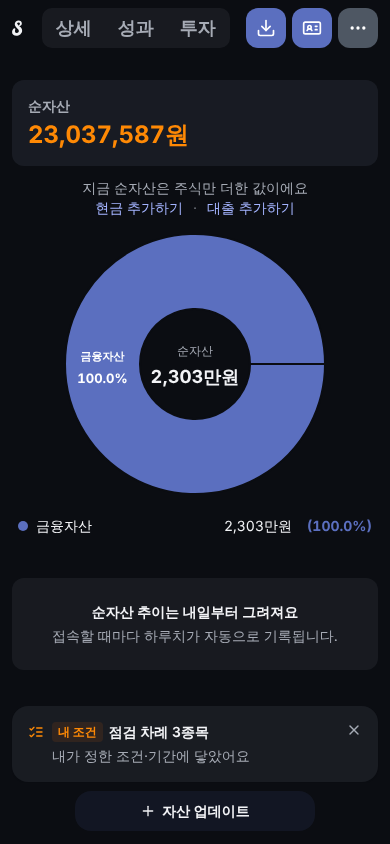 S
상세 성과 투자
순자산
23,037,587원
지금 순자산은 주식만 더한 값이에요
현금 추가하기 · 대출 추가하기
금융자산
100.0%
순자산
2,303만원
금융자산 2,303만원 (100.0%)
순자산 추이는 내일부터 그려져요
접속할 때마다 하루치가 자동으로 기록됩니다.
내 조건 점검 차례 3종목
내가 정한 조건·기간에 닿았어요
+ 자산 업데이트